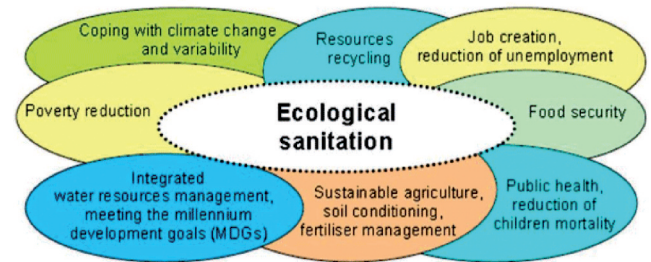 Coping with climate change
and variability
Resources
recycling
Job creation,
reduction of unemployment
Poverty reduction
Ecological
sanitation
Food security
Integrated
water resources management,
meeting the millennium
development goals (MDGs)
Sustainable agriculture,
soil conditioning,
fertiliser management
Public health,
reduction of
children mortality